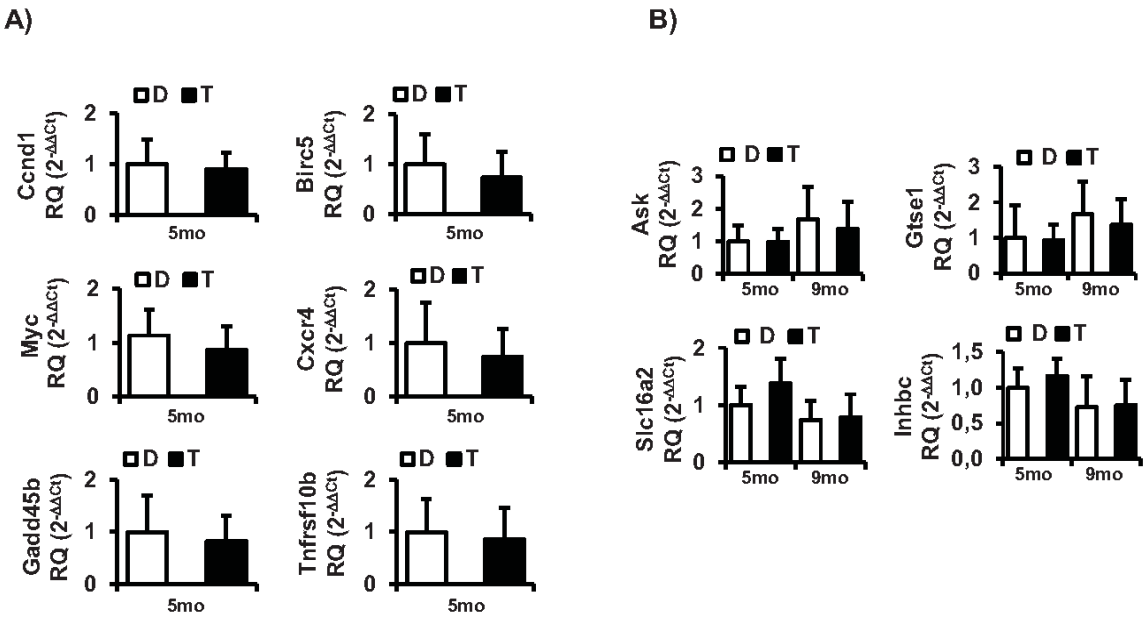 A)
D T
Ccnd1
RQ (2-ΔΔCt)
2
1
0
5mo
D T
Birc5
RQ (2-ΔΔCt)
2
1
0
5mo
D T
Myc
RQ (2-ΔΔCt)
2
1
0
5mo
D T
Cxcr4
RQ (2-ΔΔCt)
2
1
0
5mo
D T
Gadd45b
RQ (2-ΔΔCt)
2
1
0
5mo
D T
Tnfrsf10b
RQ (2-ΔΔCt)
2
1
0
5mo
B)
D T
Ask
RQ (2-ΔΔCt)
3
2
1
0
5mo 9mo
D T
Gtse1
RQ (2-ΔΔCt)
3
2
1
0
5mo 9mo
D T
Slc16a2
RQ (2-ΔΔCt)
2
1
0
5mo 9mo
D T
Inhbc
RQ (2-ΔΔCt)
1,5
1,0
0,5
0,0
5mo 9mo